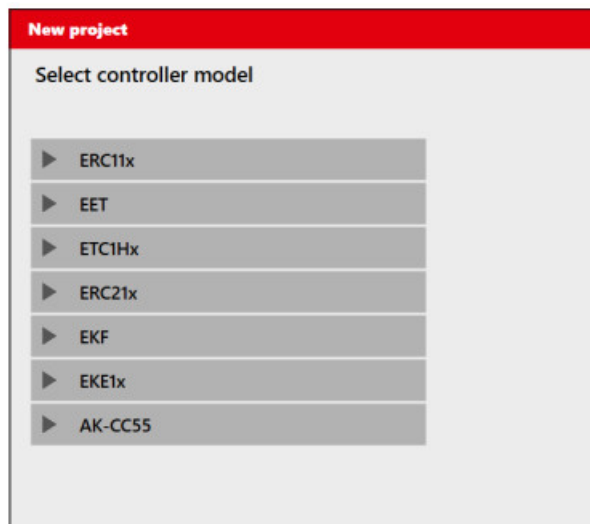 New project
Select controller model
ERC11x
EET
ETC1Hx
ERC21x
EKF
EKE1x
AK-CC55